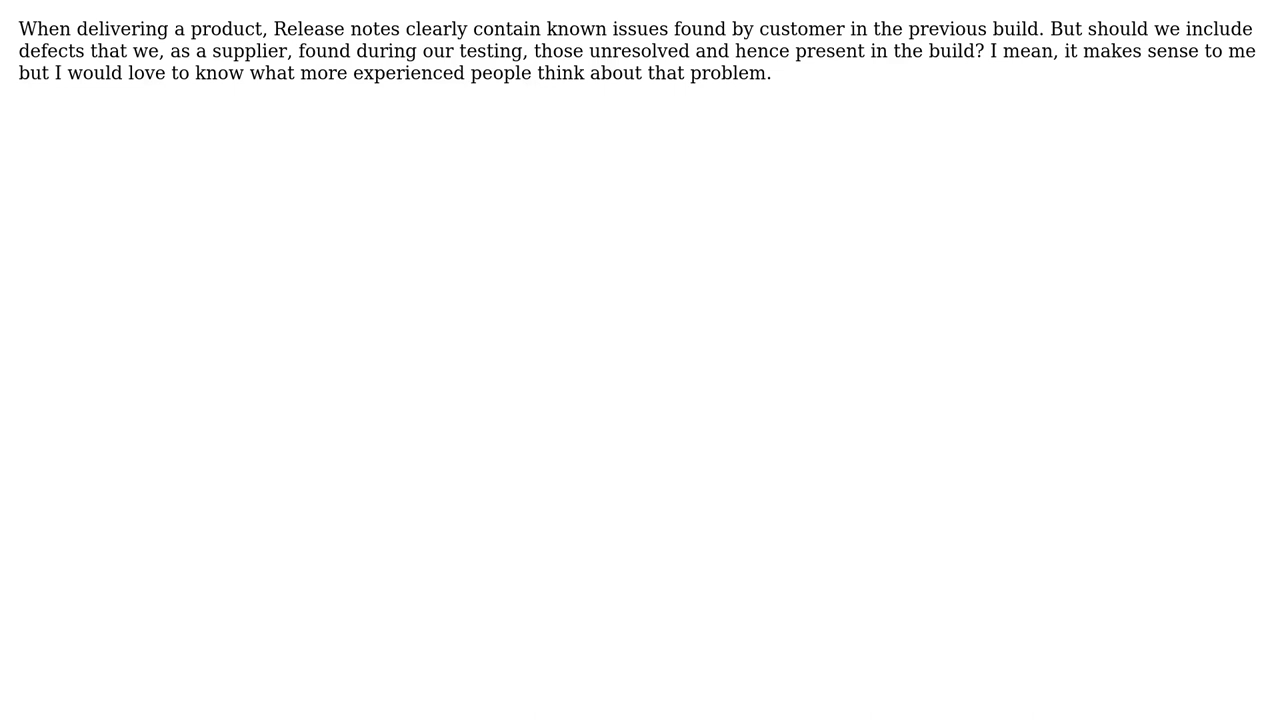 When delivering a product, Release notes clearly contain known issues found by customer in the previous build. But should we include
defects that we, as a supplier, found during our testing, those unresolved and hence present in the build? I mean, it makes sense to me
but I would love to know what more experienced people think about that problem.